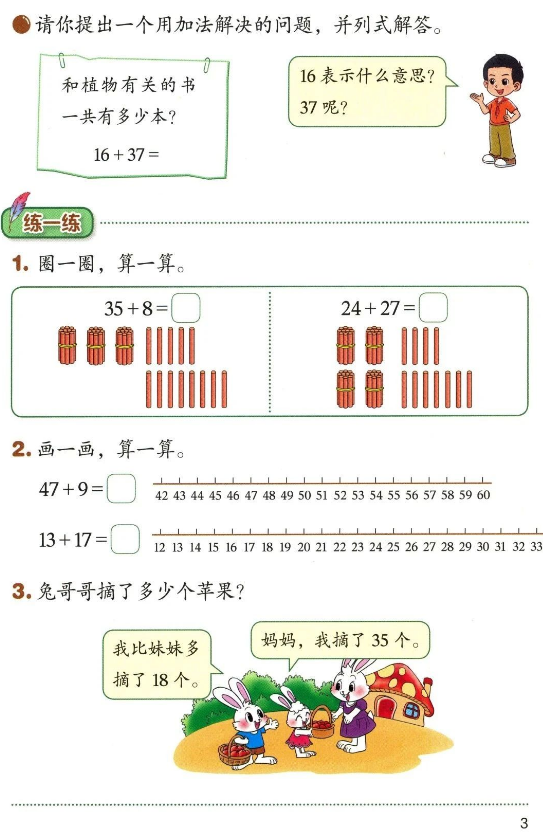 请你提出一个用加法解决的问题，并列式解答。
和植物有关的书
一共有多少本？
16+37=
16 表示什么意思？
37 呢？
练一练
1. 圈一圈，算一算。
35+8=
24+27=
2. 画一画，算一算。
47+9=
42 43 44 45 46 47 48 49 50 51 52 53 54 55 56 57 58 59 60
13+17=
12 13 14 15 16 17 18 19 20 21 22 23 24 25 26 27 28 29 30 31 32 33
3. 兔哥哥摘了多少个苹果？
我比妹妹多
摘了 18 个。
妈妈，我摘了 35 个。
3